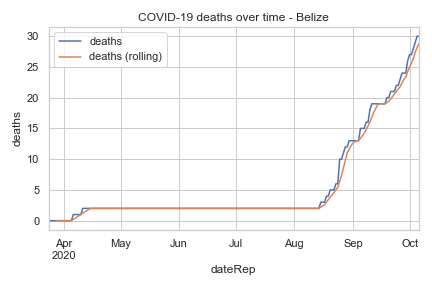 COVID-19 deaths over time - Belize
deaths
deaths (rolling)
30
25
20
15
10
5
0
deaths
Apr May Jun Jul Aug Sep Oct
2020
dateRep